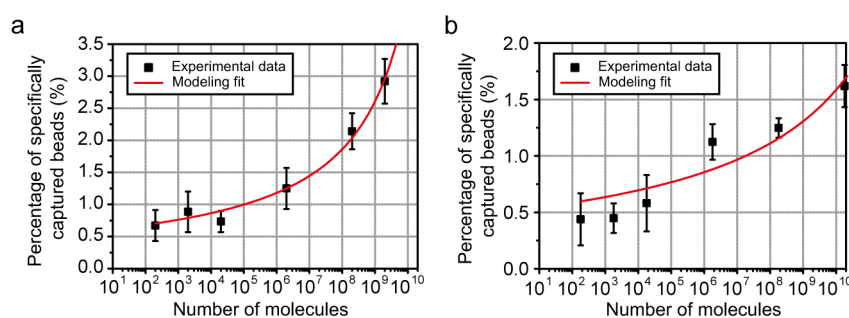 a
Percentage of specifically
captured beads (%)
3.5
3.0
2.5
2.0
1.5
1.0
0.5
0.0
Experimental data
Modeling fit
10¹ 10² 10³ 10⁴ 10⁵ 10⁶ 10⁷ 10⁸ 10⁹ 10¹⁰
Number of molecules
b
Percentage of specifically
captured beads (%)
2.0
1.5
1.0
0.5
0.0
Experimental data
Modeling fit
10¹ 10² 10³ 10⁴ 10⁵ 10⁶ 10⁷ 10⁸ 10⁹ 10¹⁰
Number of molecules